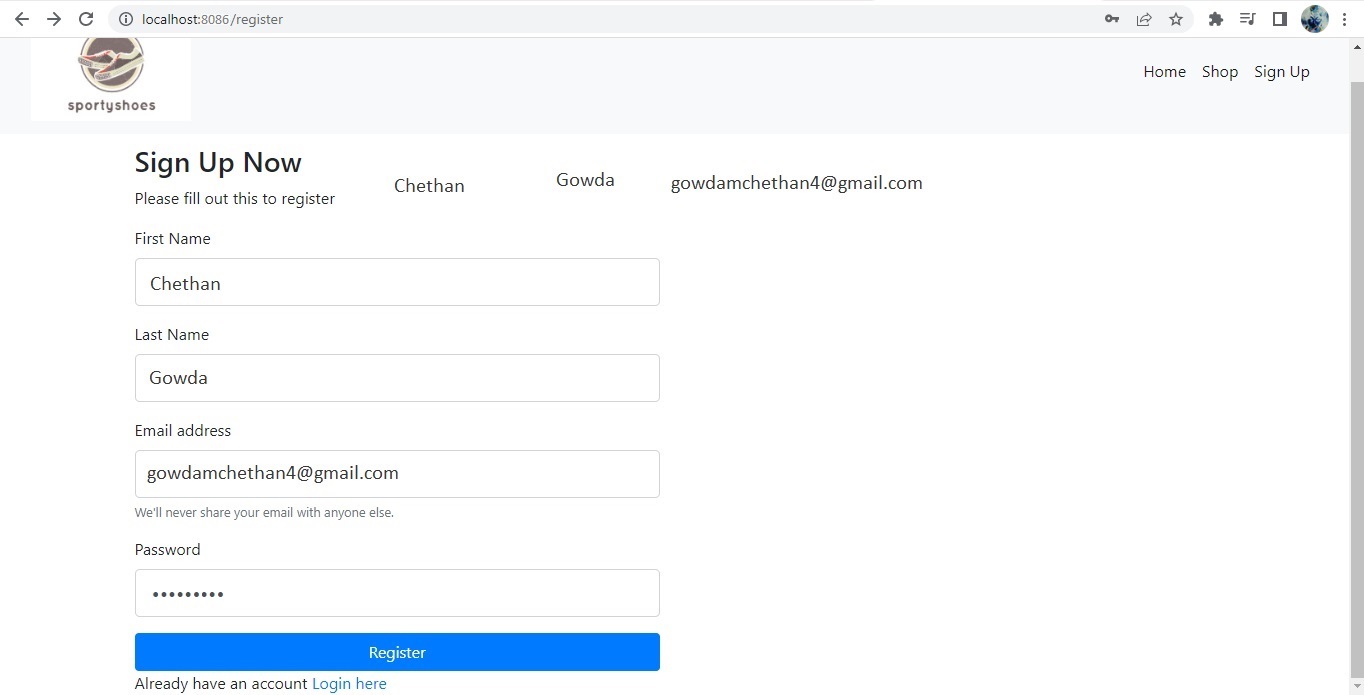 localhost:8086/register
sportyshoes
Home Shop Sign Up
Sign Up Now
Chethan Gowda gowdamchethan4@gmail.com
Please fill out this to register
First Name
Chethan
Last Name
Gowda
Email address
gowdamchethan4@gmail.com
We'll never share your email with anyone else.
Password
•••••••••
Register
Already have an account Login here